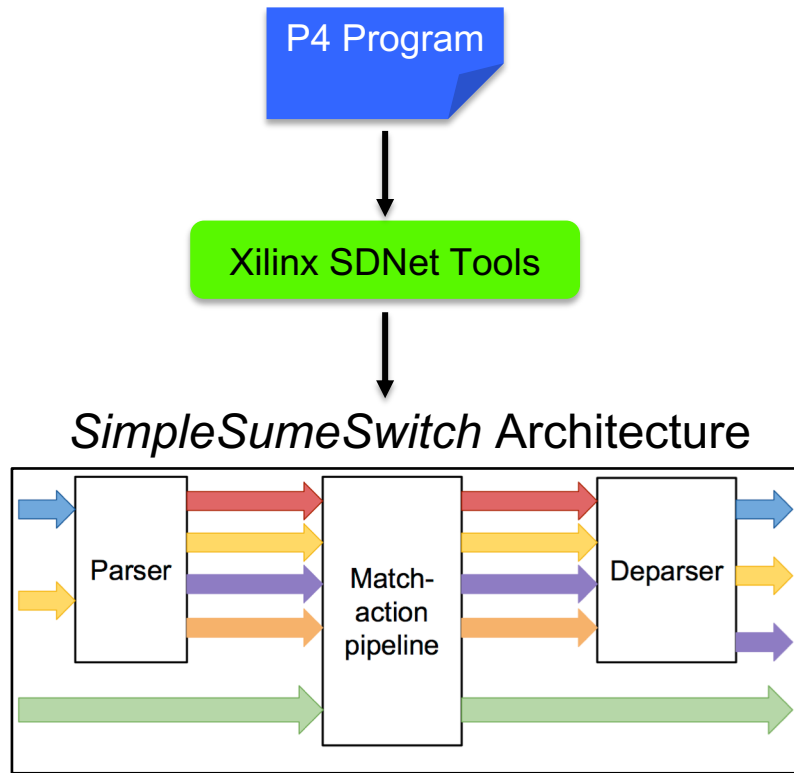 P4 Program
Xilinx SDNet Tools
SimpleSumeSwitch Architecture
Parser
Match-
action
pipeline
Deparser